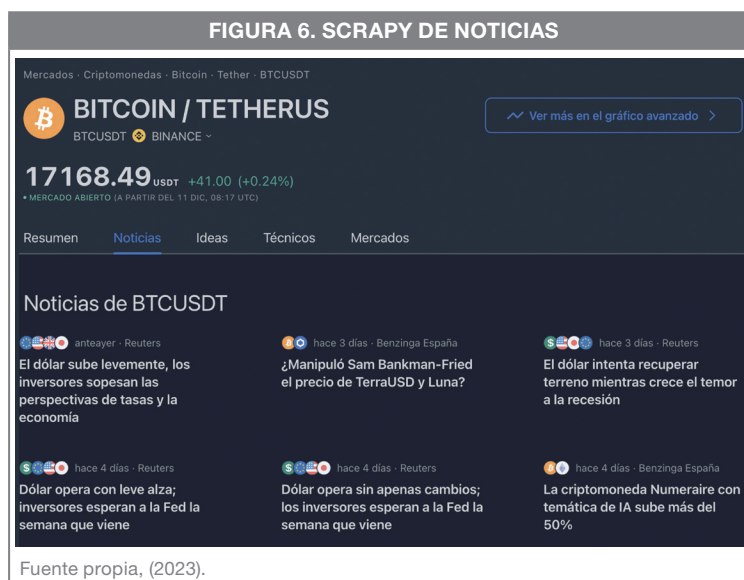 FIGURA 6. SCRAPY DE NOTICIAS
Mercados · Criptomonedas · Bitcoin · Tether · BTCUSDT
BITCOIN / TETHERUS
BTCUSDT BINANCE
Ver más en el gráfico avanzado
17168.49 USDT +41.00 (+0.24%)
• MERCADO ABIERTO (A PARTIR DEL 11 DIC, 08:17 UTC)
Resumen Noticias Ideas Técnicos Mercados
Noticias de BTCUSDT
anteayer · Reuters
El dólar sube levemente, los
inversores sopesan las
perspectivas de tasas y la
economía
hace 3 días · Benzinga España
¿Manipuló Sam Bankman-Fried
el precio de TerraUSD y Luna?
hace 3 días · Reuters
El dólar intenta recuperar
terreno mientras crece el temor
a la recesión
hace 4 días · Reuters
Dólar opera con leve alza;
inversores esperan a la Fed la
semana que viene
hace 4 días · Reuters
Dólar opera sin apenas cambios;
los inversores esperan a la Fed la
semana que viene
hace 4 días · Benzinga España
La criptomoneda Numeraire con
temática de IA sube más del
50%
Fuente propia, (2023).